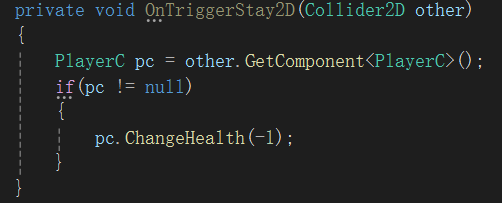 private void OnTriggerStay2D(Collider2D other)
{
    PlayerC pc = other.GetComponent<PlayerC>();
    if(pc != null)
    {
        pc.ChangeHealth(-1);
    }
}